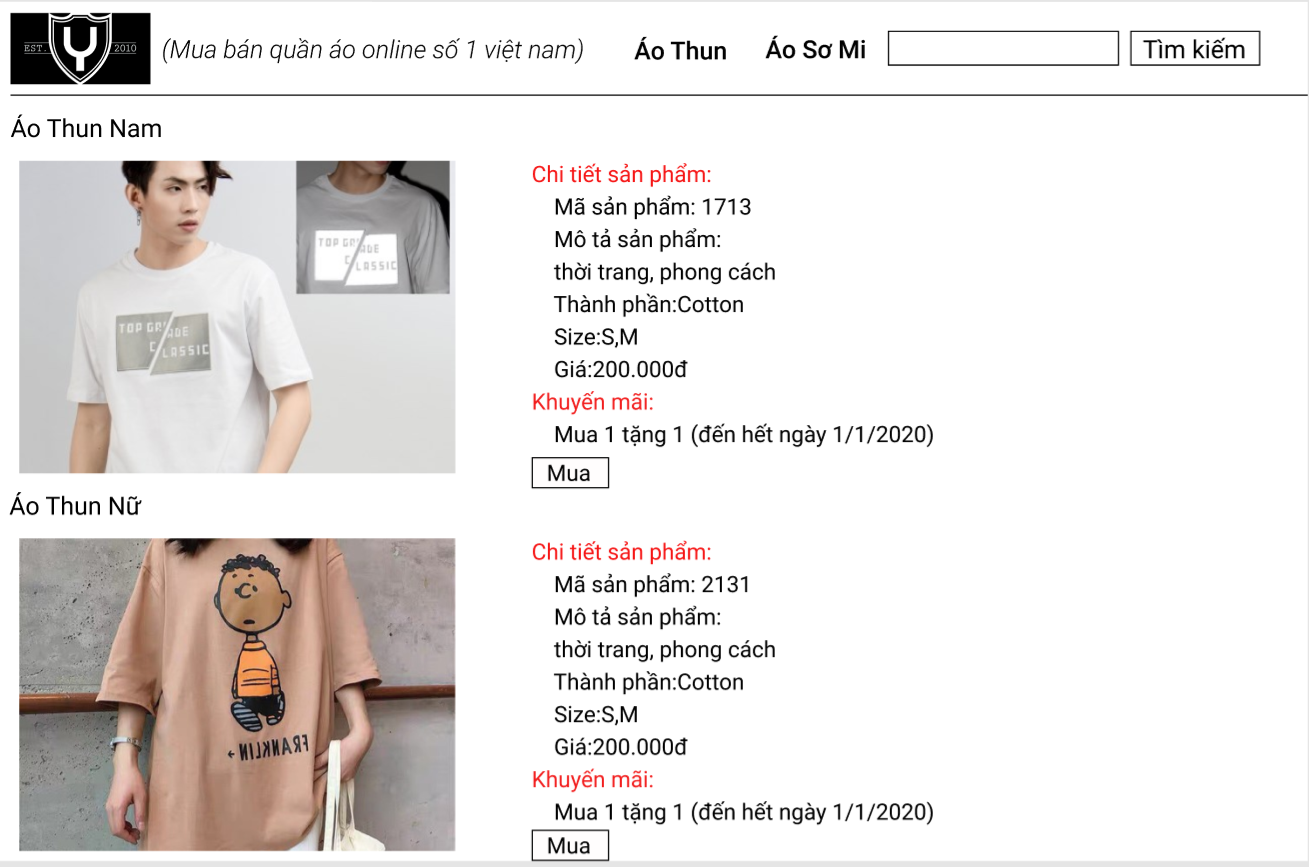 EST. Y 2010
(Mua bán quần áo online số 1 việt nam)
Áo Thun
Áo Sơ Mi
Tìm kiếm
Áo Thun Nam
TOP GRADE
CLASSIC
TOP GRADE
CLASSIC
Chi tiết sản phẩm:
Mã sản phẩm: 1713
Mô tả sản phẩm:
thời trang, phong cách
Thành phần:Cotton
Size:S,M
Giá:200.000đ
Khuyến mãi:
Mua 1 tặng 1 (đến hết ngày 1/1/2020)
Mua
Áo Thun Nữ
FRANKLIN
Chi tiết sản phẩm:
Mã sản phẩm: 2131
Mô tả sản phẩm:
thời trang, phong cách
Thành phần:Cotton
Size:S,M
Giá:200.000đ
Khuyến mãi:
Mua 1 tặng 1 (đến hết ngày 1/1/2020)
Mua